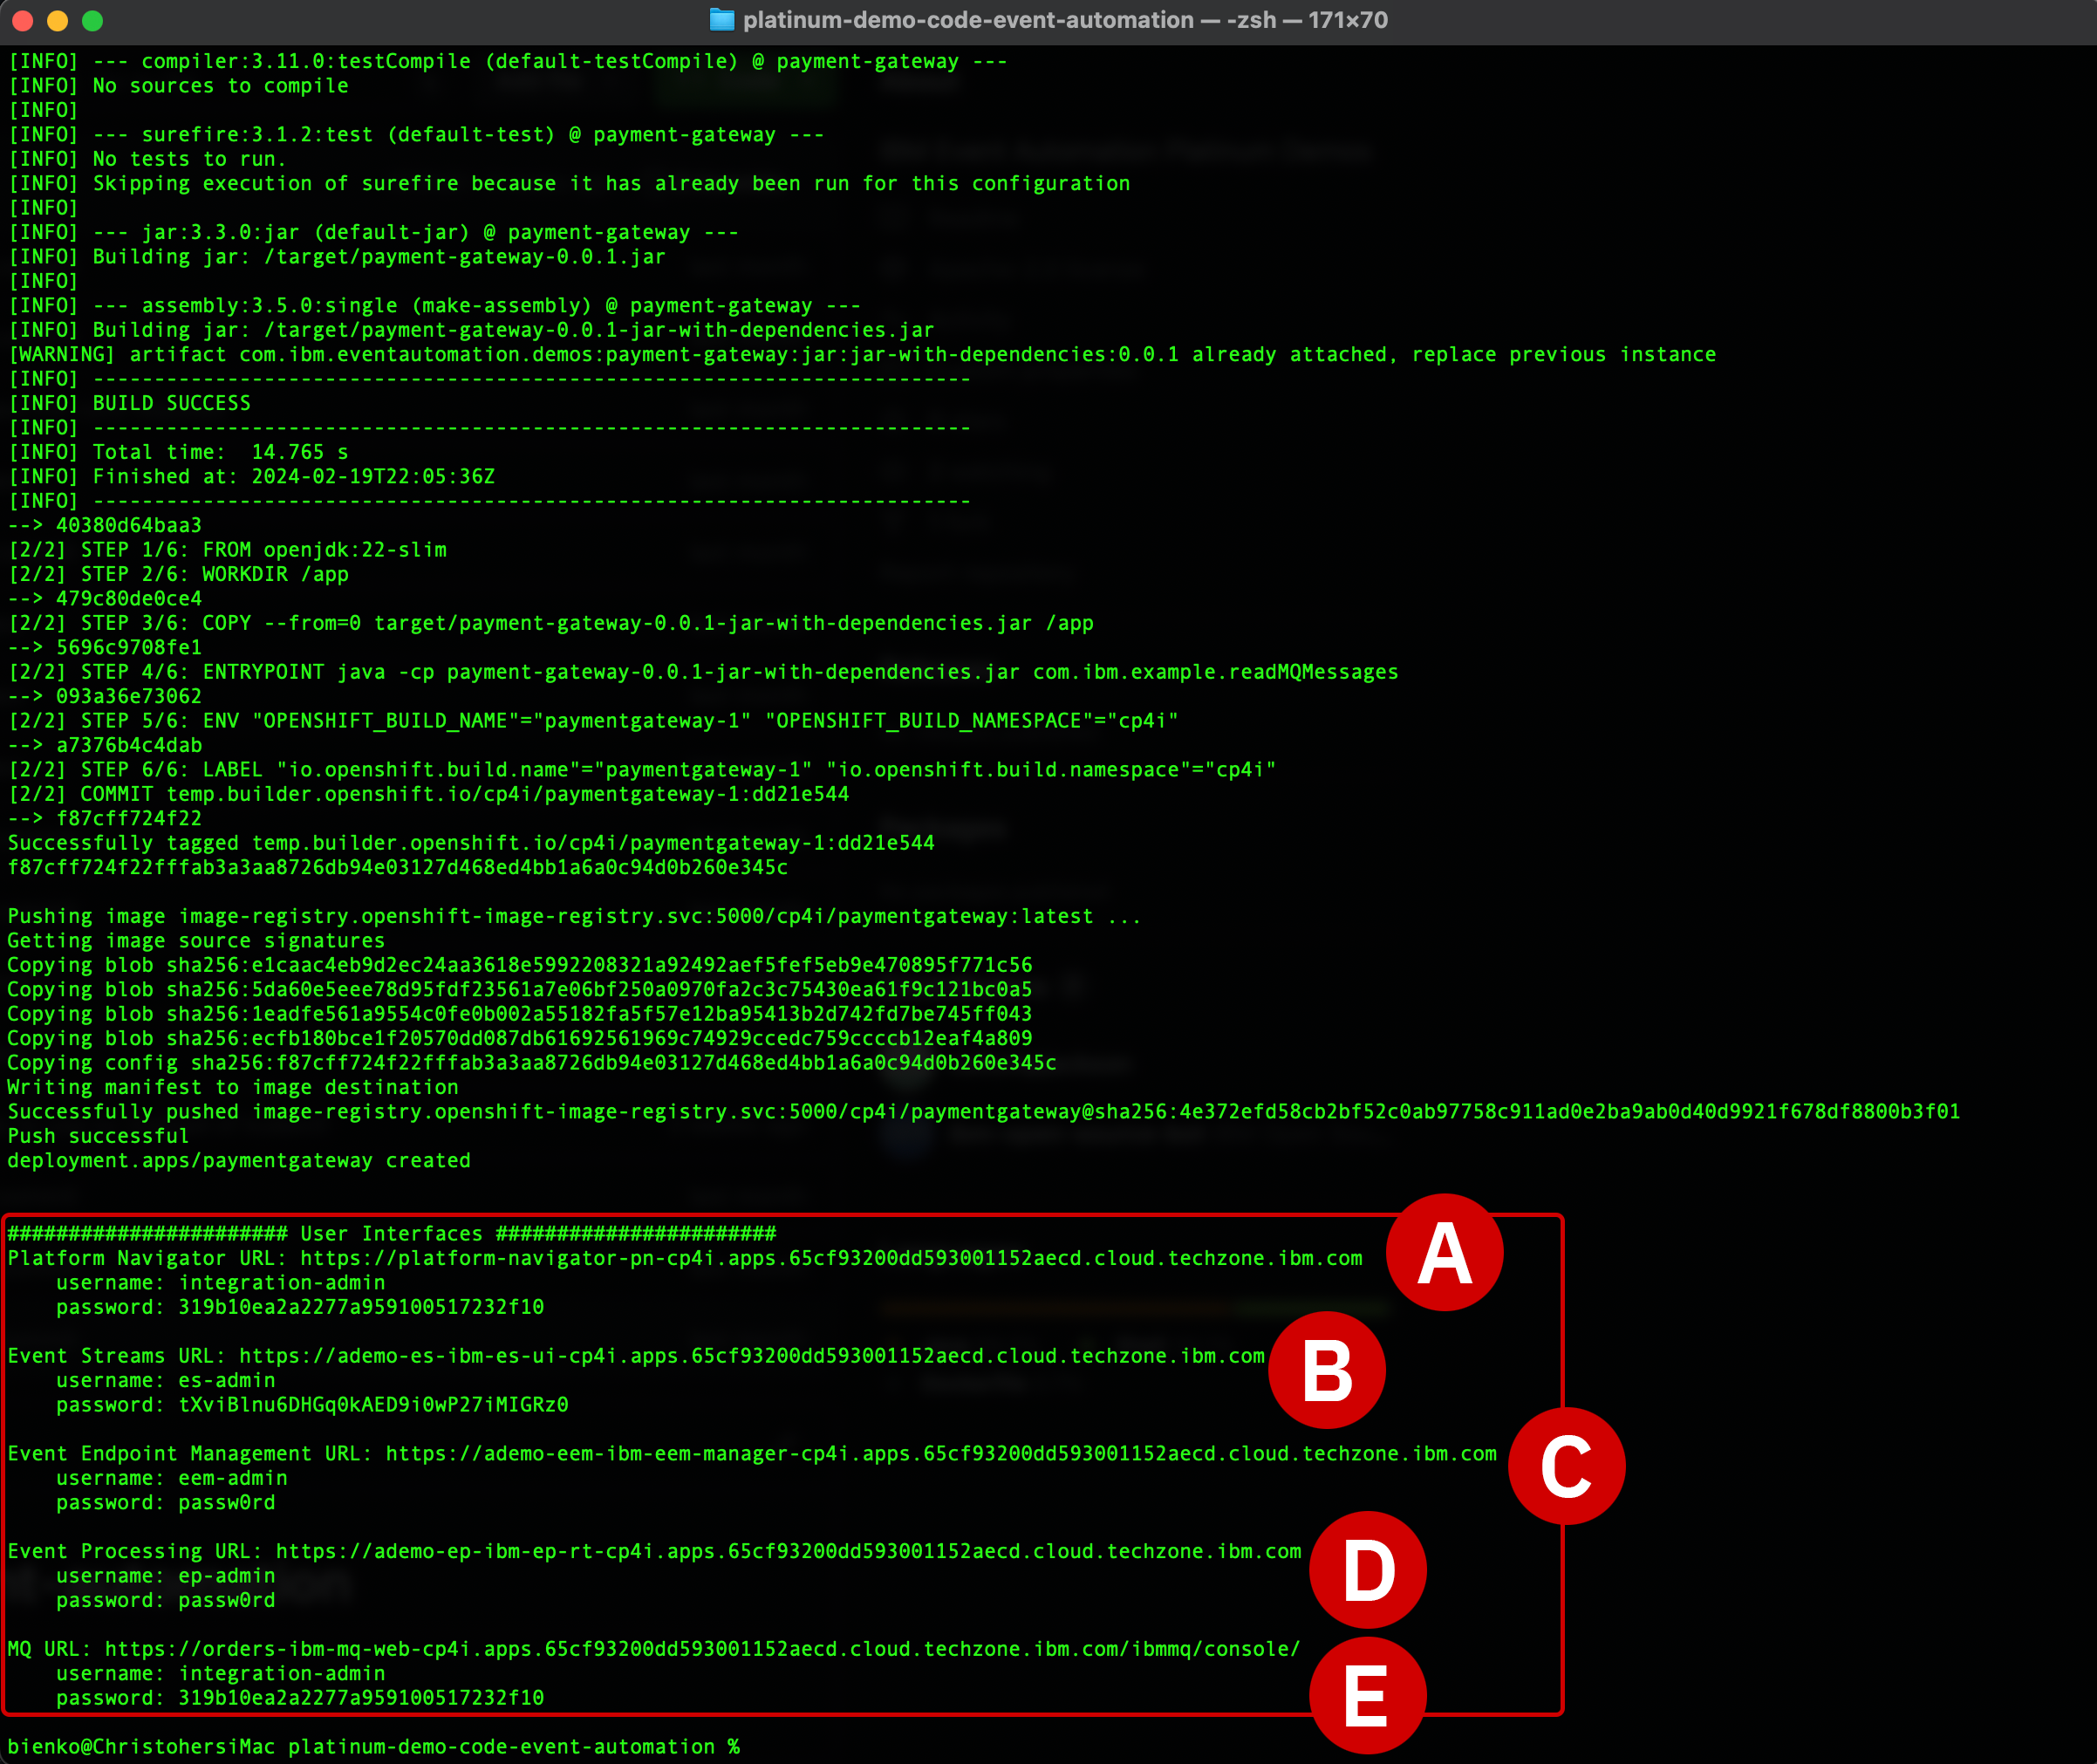 platinum-demo-code-event-automation — -zsh — 171×70
[INFO] --- compiler:3.11.0:testCompile (default-testCompile) @ payment-gateway ---
[INFO] No sources to compile
[INFO]
[INFO] --- surefire:3.1.2:test (default-test) @ payment-gateway ---
[INFO] No tests to run.
[INFO] Skipping execution of surefire because it has already been run for this configuration
[INFO]
[INFO] --- jar:3.3.0:jar (default-jar) @ payment-gateway ---
[INFO] Building jar: /target/payment-gateway-0.0.1.jar
[INFO]
[INFO] --- assembly:3.5.0:single (make-assembly) @ payment-gateway ---
[INFO] Building jar: /target/payment-gateway-0.0.1-jar-with-dependencies.jar
[WARNING] artifact com.ibm.eventautomation.demos:payment-gateway:jar:jar-with-dependencies:0.0.1 already attached, replace previous instance
[INFO] ------------------------------------------------------------------------
[INFO] BUILD SUCCESS
[INFO] ------------------------------------------------------------------------
[INFO] Total time:  14.765 s
[INFO] Finished at: 2024-02-19T22:05:36Z
[INFO] ------------------------------------------------------------------------
--> 40380d64baa3
[2/2] STEP 1/6: FROM openjdk:22-slim
[2/2] STEP 2/6: WORKDIR /app
--> 479c80de0ce4
[2/2] STEP 3/6: COPY --from=0 target/payment-gateway-0.0.1-jar-with-dependencies.jar /app
--> 5696c9708fe1
[2/2] STEP 4/6: ENTRYPOINT java -cp payment-gateway-0.0.1-jar-with-dependencies.jar com.ibm.example.readMQMessages
--> 093a36e73062
[2/2] STEP 5/6: ENV "OPENSHIFT_BUILD_NAME"="paymentgateway-1" "OPENSHIFT_BUILD_NAMESPACE"="cp4i"
--> a7376b4c4dab
[2/2] STEP 6/6: LABEL "io.openshift.build.name"="paymentgateway-1" "io.openshift.build.namespace"="cp4i"
[2/2] COMMIT temp.builder.openshift.io/cp4i/paymentgateway-1:dd21e544
--> f87cff724f22
Successfully tagged temp.builder.openshift.io/cp4i/paymentgateway-1:dd21e544
f87cff724f22fffab3a3aa8726db94e03127d468ed4bb1a6a0c94d0b260e345c
Pushing image image-registry.openshift-image-registry.svc:5000/cp4i/paymentgateway:latest ...
Getting image source signatures
Copying blob sha256:e1caac4eb9d2ec24aa3618e5992208321a92492aef5fef5eb9e470895f771c56
Copying blob sha256:5da60e5eee78d95fdf23561a7e06bf250a0970fa2c3c75430ea61f9c121bc0a5
Copying blob sha256:1eadfe561a9554c0fe0b002a55182fa5f57e12ba95413b2d742fd7be745ff043
Copying blob sha256:ecfb180bce1f20570dd087db61692561969c74929ccedc759ccccb12eaf4a809
Copying config sha256:f87cff724f22fffab3a3aa8726db94e03127d468ed4bb1a6a0c94d0b260e345c
Writing manifest to image destination
Successfully pushed image-registry.openshift-image-registry.svc:5000/cp4i/paymentgateway@sha256:4e372efd58cb2bf52c0ab97758c911ad0e2ba9ab0d40d9921f678df8800b3f01
Push successful
deployment.apps/paymentgateway created
####################### User Interfaces #######################
Platform Navigator URL: https://platform-navigator-pn-cp4i.apps.65cf93200dd593001152aecd.cloud.techzone.ibm.com
A
username: integration-admin
password: 319b10ea2a2277a959100517232f10
Event Streams URL: https://ademo-es-ibm-es-ui-cp4i.apps.65cf93200dd593001152aecd.cloud.techzone.ibm.com
B
username: es-admin
password: tXviBlnu6DHGq0kAED9i0wP27iMIGRz0
Event Endpoint Management URL: https://ademo-eem-ibm-eem-manager-cp4i.apps.65cf93200dd593001152aecd.cloud.techzone.ibm.com
C
username: eem-admin
password: passw0rd
Event Processing URL: https://ademo-ep-ibm-ep-rt-cp4i.apps.65cf93200dd593001152aecd.cloud.techzone.ibm.com
D
username: ep-admin
password: passw0rd
MQ URL: https://orders-ibm-mq-web-cp4i.apps.65cf93200dd593001152aecd.cloud.techzone.ibm.com/ibmmq/console/
E
username: integration-admin
password: 319b10ea2a2277a959100517232f10
bienko@ChristohersiMac platinum-demo-code-event-automation %